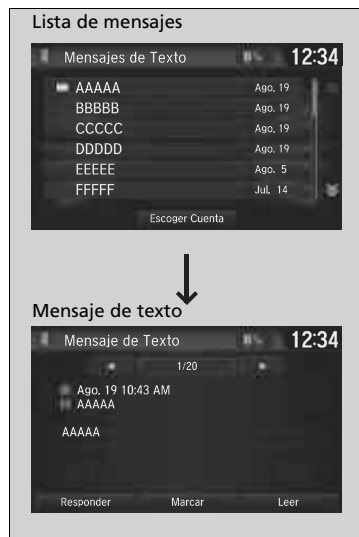 Lista de mensajes
Mensajes de Texto 12:34
AAAAA Ago. 19
BBBBB Ago. 19
CCCCC Ago. 19
DDDDD Ago. 19
EEEEE Ago. 5
FFFFF Jul. 14
Escoger Cuenta
Mensaje de texto
Mensaje de Texto 12:34
1/20
Ago. 19 10:43 AM
AAAAA
AAAAA
Responder Marcar Leer